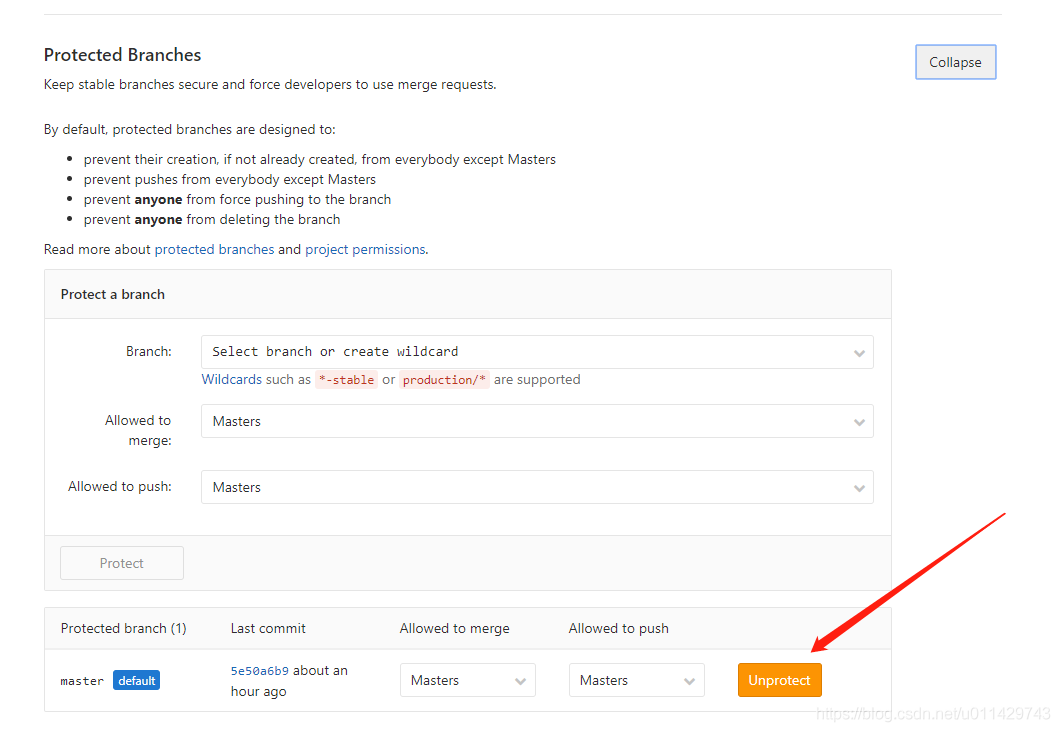 Protected Branches
Collapse
Keep stable branches secure and force developers to use merge requests.
By default, protected branches are designed to:
prevent their creation, if not already created, from everybody except Masters
prevent pushes from everybody except Masters
prevent anyone from force pushing to the branch
prevent anyone from deleting the branch
Read more about protected branches and project permissions.
Protect a branch
Branch:
Select branch or create wildcard
Wildcards such as *-stable or production/* are supported
Allowed to
merge:
Masters
Allowed to push:
Masters
Protect
Protected branch (1) Last commit Allowed to merge Allowed to push
master default 5e50a6b9 about an
hour ago
Masters Masters Unprotect
https://blog.csdn.net/u011429743